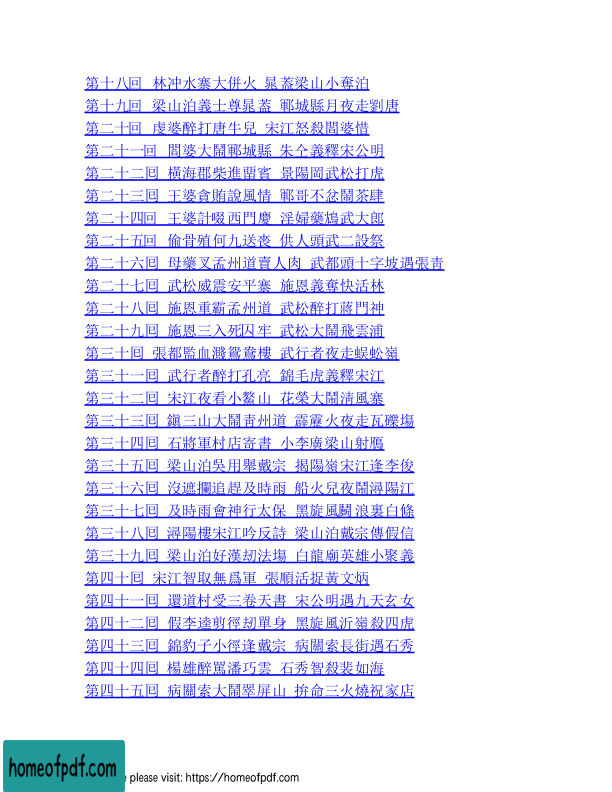 第十八回 林冲水寨大併火 晁蓋梁山小奪泊
第十九回 梁山泊義士尊晁蓋 鄆城縣月夜走劉唐
第二十回 虔婆醉打唐牛兒 宋江怒殺閻婆惜
第二十一回 閻婆大鬧鄆城縣 朱仝義釋宋公明
第二十二回 橫海郡柴進畱賓 景陽岡武松打虎
第二十三回 王婆貪賄說風情 鄆哥不忿鬧茶肆
第二十四回 王婆計啜西門慶 淫婦藥鴆武大郎
第二十五回 偷骨殖何九送喪 供人頭武二設祭
第二十六回 母藥叉孟州道賣人肉 武都頭十字坡遇張靑
第二十七回 武松威震安平寨 施恩義奪快活林
第二十八回 施恩重霸孟州道 武松醉打蔣門神
第二十九回 施恩三入死囚牢 武松大鬧飛雲浦
第三十回 張都監血濺鴛鴦樓 武行者夜走蜈蚣嶺
第三十一回 武行者醉打孔亮 錦毛虎義釋宋江
第三十二回 宋江夜看小鰲山 花榮大鬧淸風寨
第三十三回 鎭三山大鬧靑州道 霹靂火夜走瓦礫塲
第三十四回 石將軍村店寄書 小李廣梁山射鴈
第三十五回 梁山泊吳用舉戴宗 揭陽嶺宋江逢李俊
第三十六回 沒遮攔追趕及時雨 船火兒夜鬧潯陽江
第三十七回 及時雨會神行太保 黑旋風鬭浪裏白條
第三十八回 潯陽樓宋江吟反詩 梁山泊戴宗傳假信
第三十九回 梁山泊好漢刼法塲 白龍廟英雄小聚義
第四十回 宋江智取無爲軍 張順活捉黃文炳
第四十一回 還道村受三卷天書 宋公明遇九天玄女
第四十二回 假李逵剪徑刼單身 黑旋風沂嶺殺四虎
第四十三回 錦豹子小徑逢戴宗 病關索長街遇石秀
第四十四回 楊雄醉罵潘巧雲 石秀智殺裴如海
第四十五回 病關索大鬧翠屏山 拚命三火燒祝家店
homeofpdf.com
please visit: https://homeofpdf.com